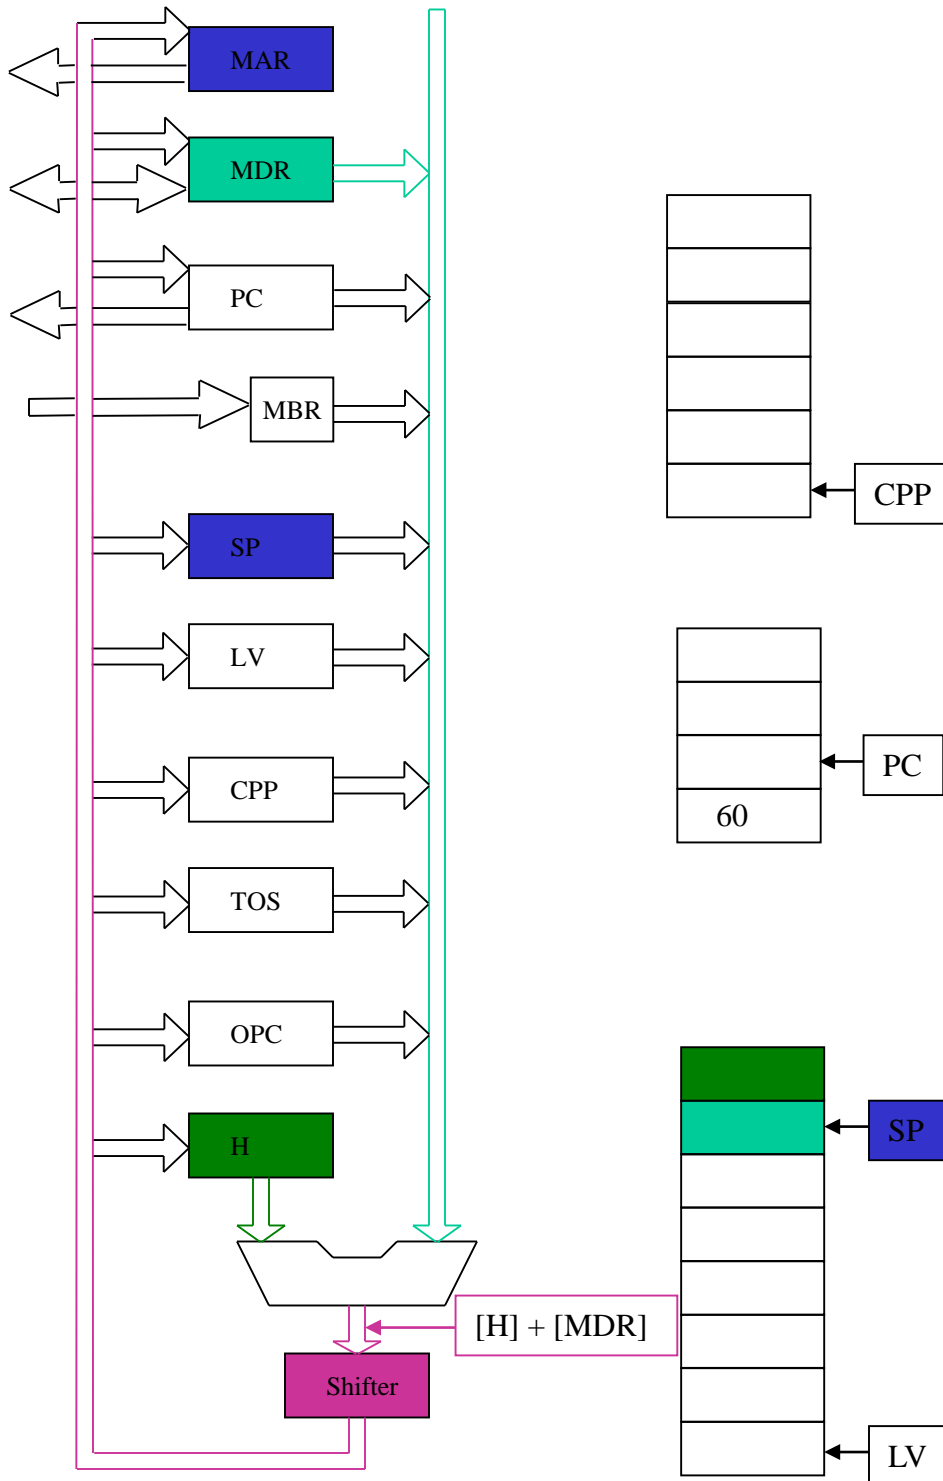 MAR
MDR
PC
MBR
SP
LV
CPP
TOS
OPC
H
[H] + [MDR]
Shifter
CPP
PC
60
SP
LV